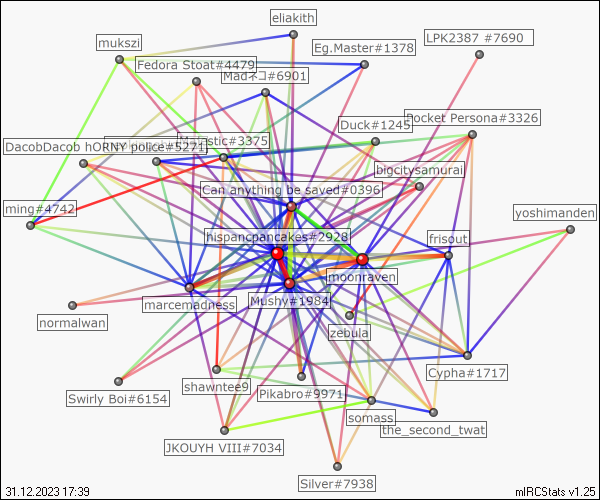 eliakith
LPK2387 #7690
mukszi
Eg.Master#1378
Fedora Stoat#4479
Madネコ#6901
Pocket Persona#3326
Duck#1245
Majestic#3375
DacobDacob hORNY police#5271
bigcitysamurai
Can anything be saved#0396
ming#4742
yoshimanden
hispanicpancakes#2928
frisout
moonraven
marcemadness
Mushy#1984
normalwan
zebula
Cypha#1717
shawntee9
Swirly Boi#6154
Pikabro#9971
somass
the_second_twat
JKOUYH VIII#7034
Silver#7938
31.12.2023 17:39
mIRCStats v1.25